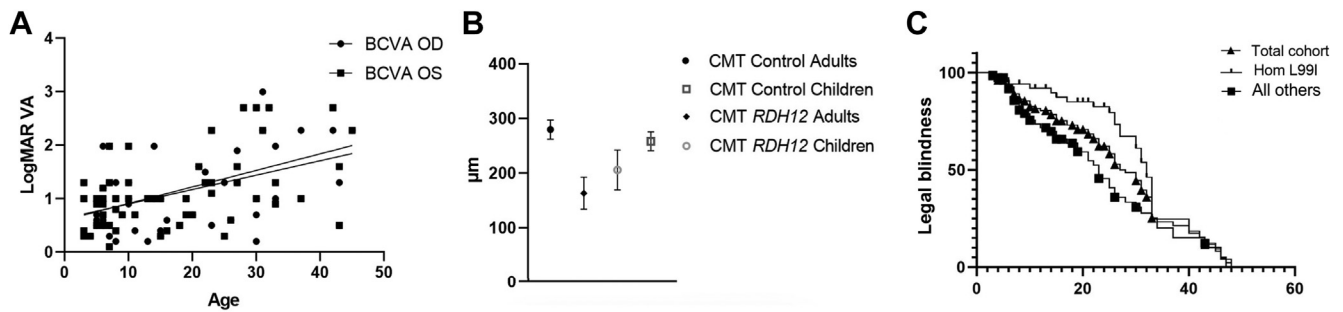 A
4
3
2
1
0
LogMAR VA
0 10 20 30 40 50
Age
BCVA OD
BCVA OS
B
400
300
200
100
0
µm
CMT Control Adults
CMT Control Children
CMT RDH12 Adults
CMT RDH12 Children
C
100
50
0
Legal blindness
0 20 40 60
Total cohort
Hom L99I
All others